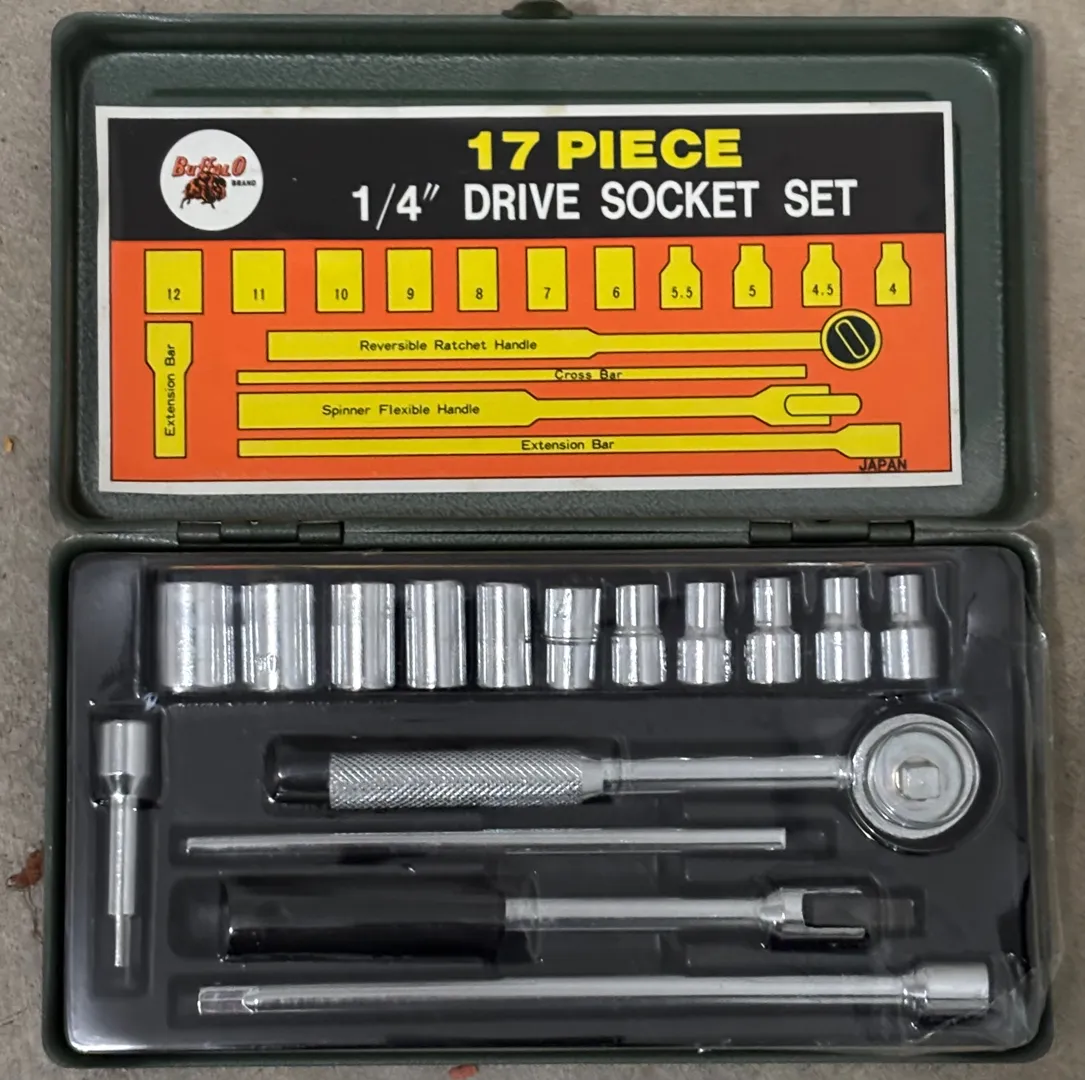 BuffalO
BRAND
17 PIECE
1/4" DRIVE SOCKET SET
12 11 10 9 8 7 6 5.5 5 4.5 4
Extension Bar
Reversible Ratchet Handle
Cross Bar
Spinner Flexible Handle
Extension Bar
JAPAN